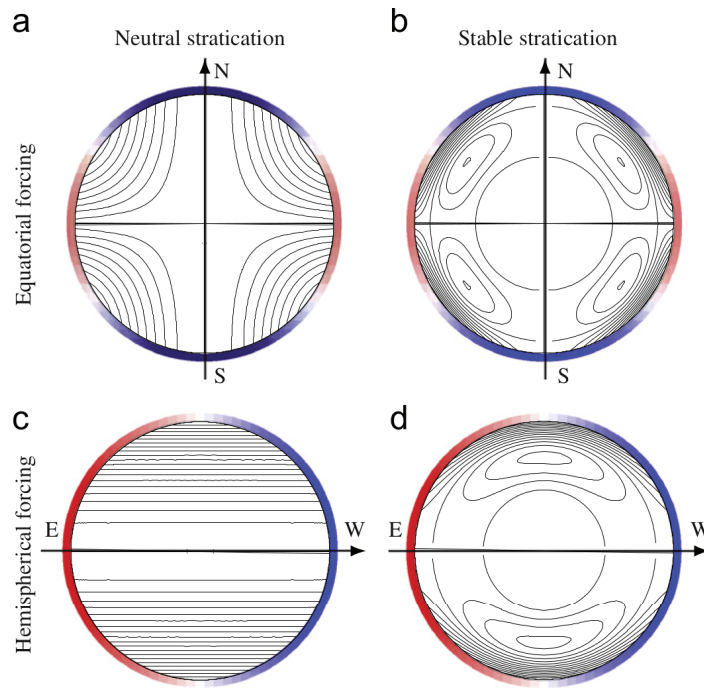 a
Neutral stratication
b
Stable stratication
N
N
Equatorial forcing
S
S
c
d
Hemispherical forcing
E
W
E
W